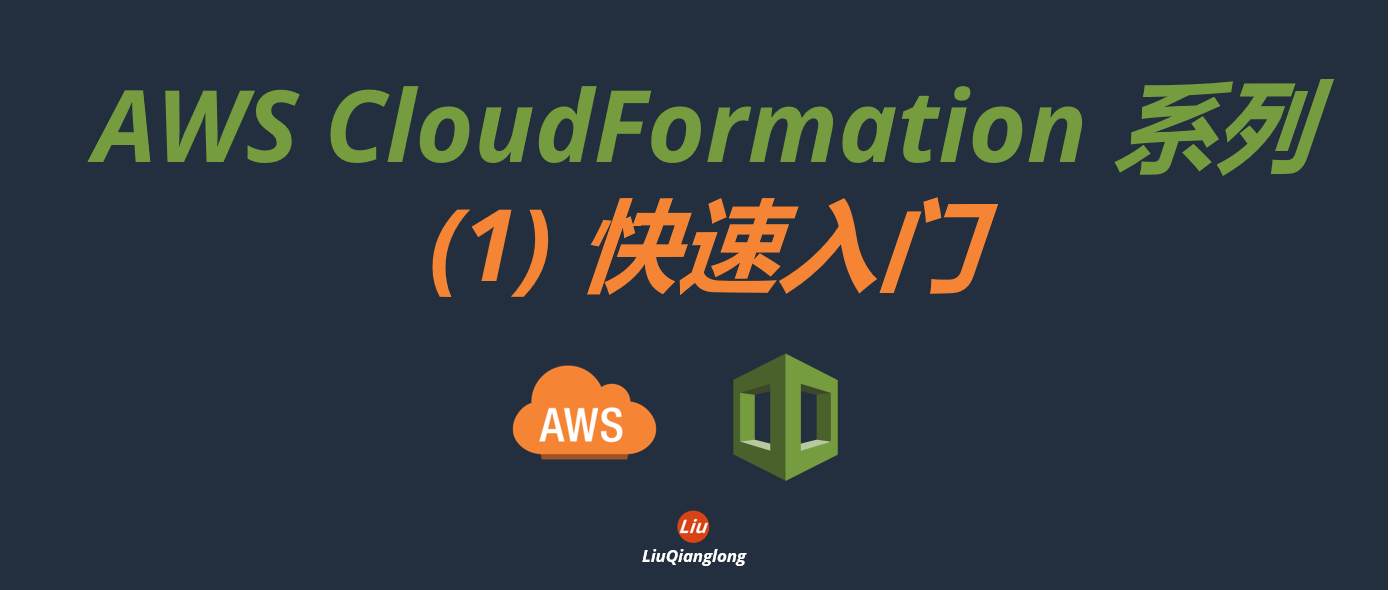 AWS CloudFormation 系列
(1) 快速入门
AWS
Liu
LiuQianglong